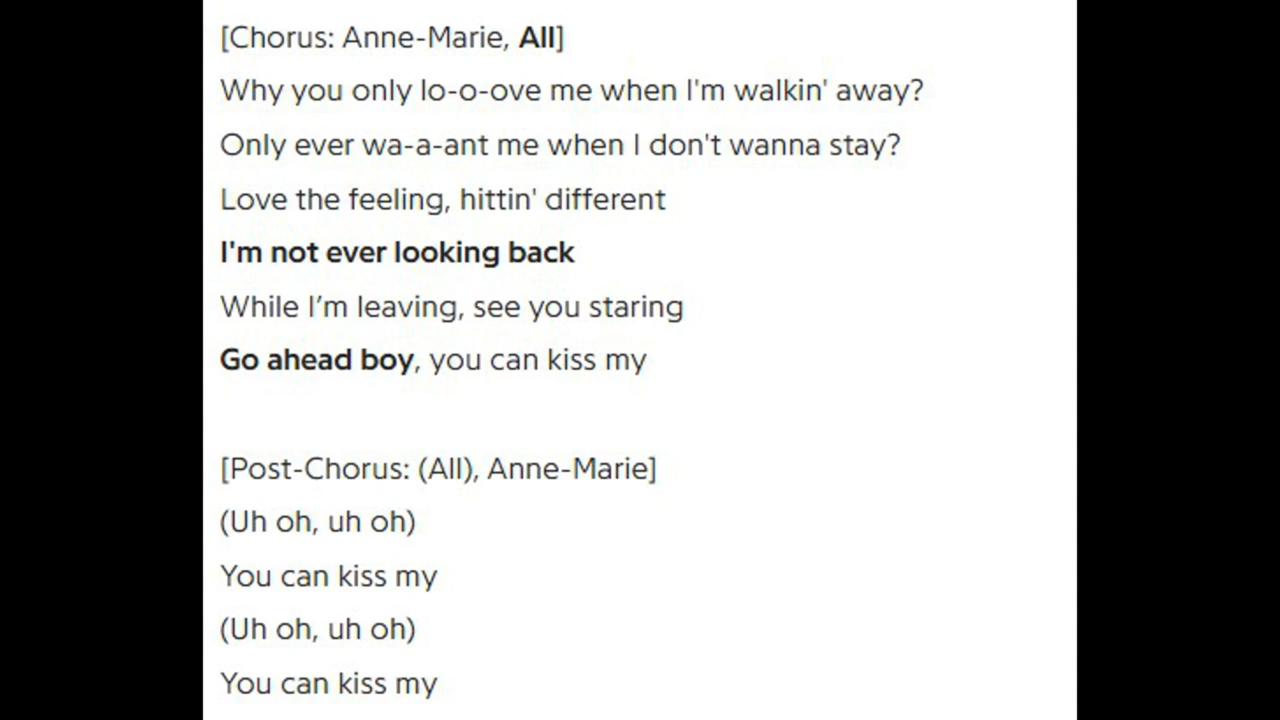 [Chorus: Anne-Marie, All]
Why you only lo-o-ove me when I'm walkin' away?
Only ever wa-a-ant me when I don't wanna stay?
Love the feeling, hittin' different
I'm not ever looking back
While I’m leaving, see you staring
Go ahead boy, you can kiss my
[Post-Chorus: (All), Anne-Marie]
(Uh oh, uh oh)
You can kiss my
(Uh oh, uh oh)
You can kiss my